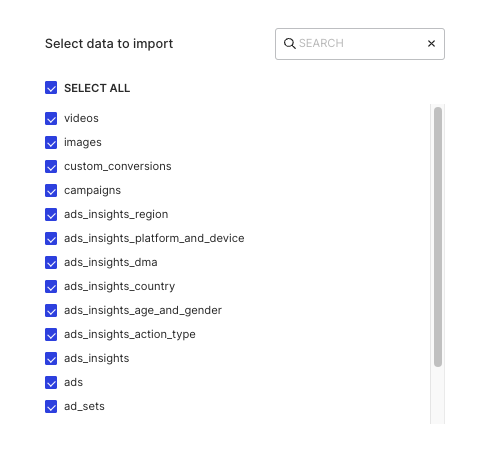 Select data to import
SEARCH
SELECT ALL
videos
images
custom_conversions
campaigns
ads_insights_region
ads_insights_platform_and_device
ads_insights_dma
ads_insights_country
ads_insights_age_and_gender
ads_insights_action_type
ads_insights
ads
ad_sets